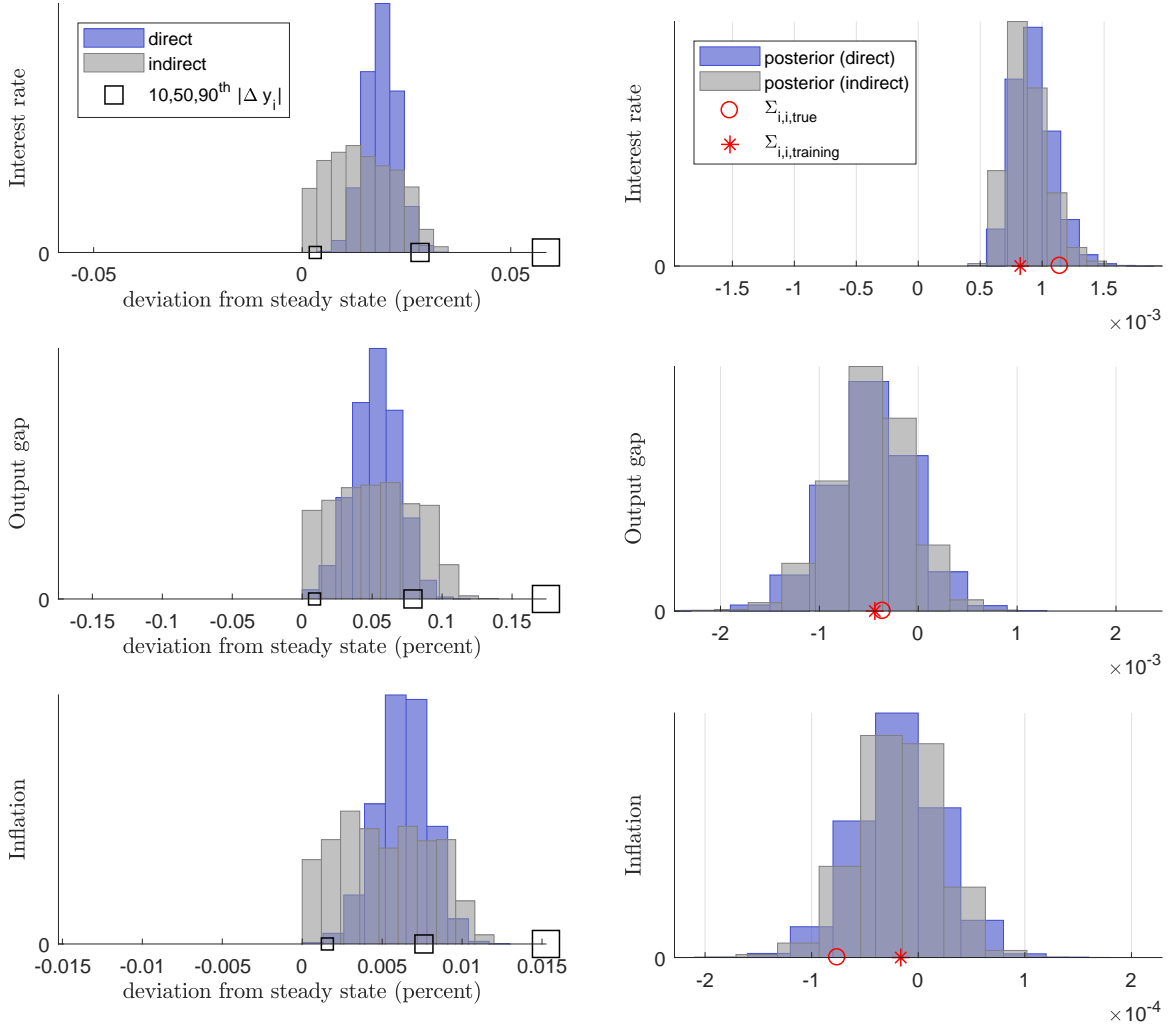 Interest rate
direct
indirect
10,50,90th |Δ y_i|
0
-0.05 0 0.05
deviation from steady state (percent)
Interest rate
posterior (direct)
posterior (indirect)
Σ_i,i,true
Σ_i,i,training
0
-1.5 -1 -0.5 0 0.5 1 1.5
×10^-3
Output gap
0
-0.15 -0.1 -0.05 0 0.05 0.1 0.15
deviation from steady state (percent)
Output gap
0
-2 -1 0 1 2
×10^-3
Inflation
0
-0.015 -0.01 -0.005 0 0.005 0.01 0.015
deviation from steady state (percent)
Inflation
0
-2 -1 0 1 2
×10^-4